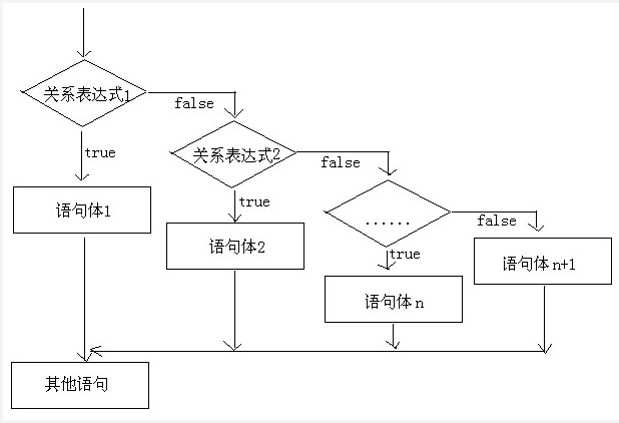 关系表达式1
false
true
关系表达式2
false
true
语句体1
......
false
语句体2
true
语句体n+1
语句体n
其他语句